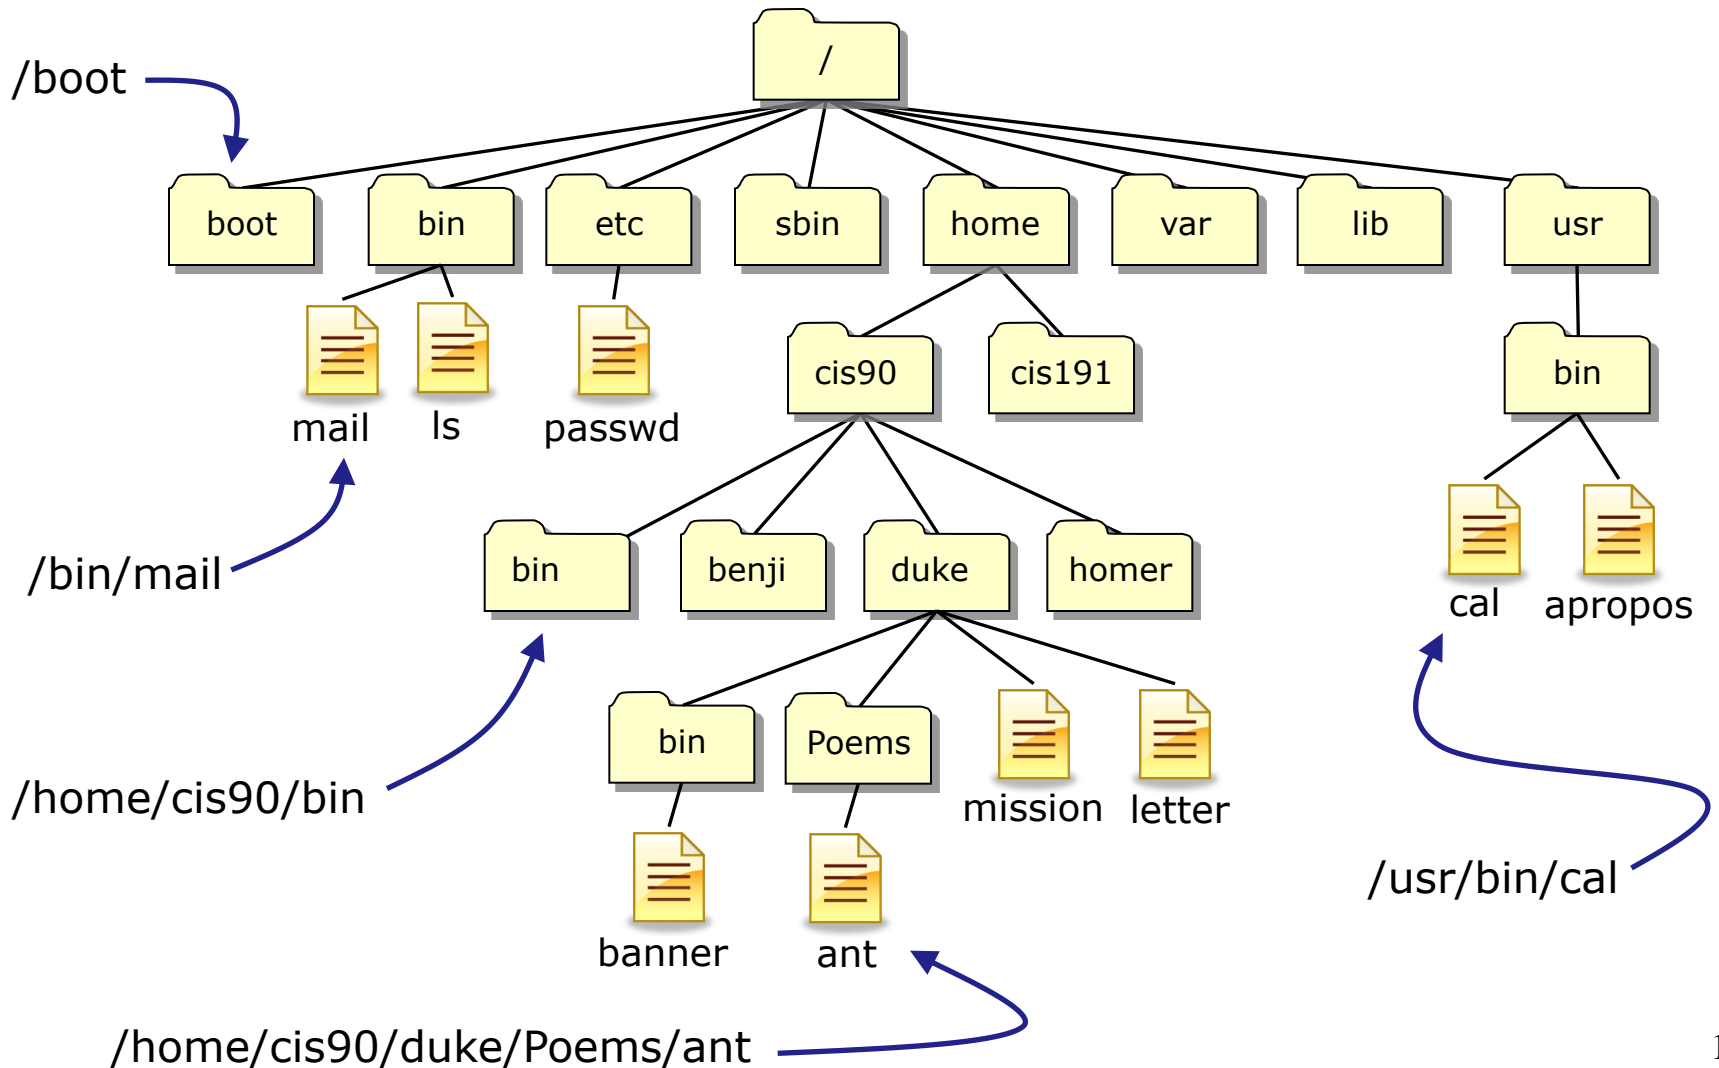 /
/boot
boot
bin
etc
sbin
home
var
lib
usr
mail
ls
passwd
cis90
cis191
bin
/bin/mail
bin
benji
duke
homer
cal
apropos
/home/cis90/bin
bin
Poems
mission
letter
/usr/bin/cal
banner
ant
/home/cis90/duke/Poems/ant
1